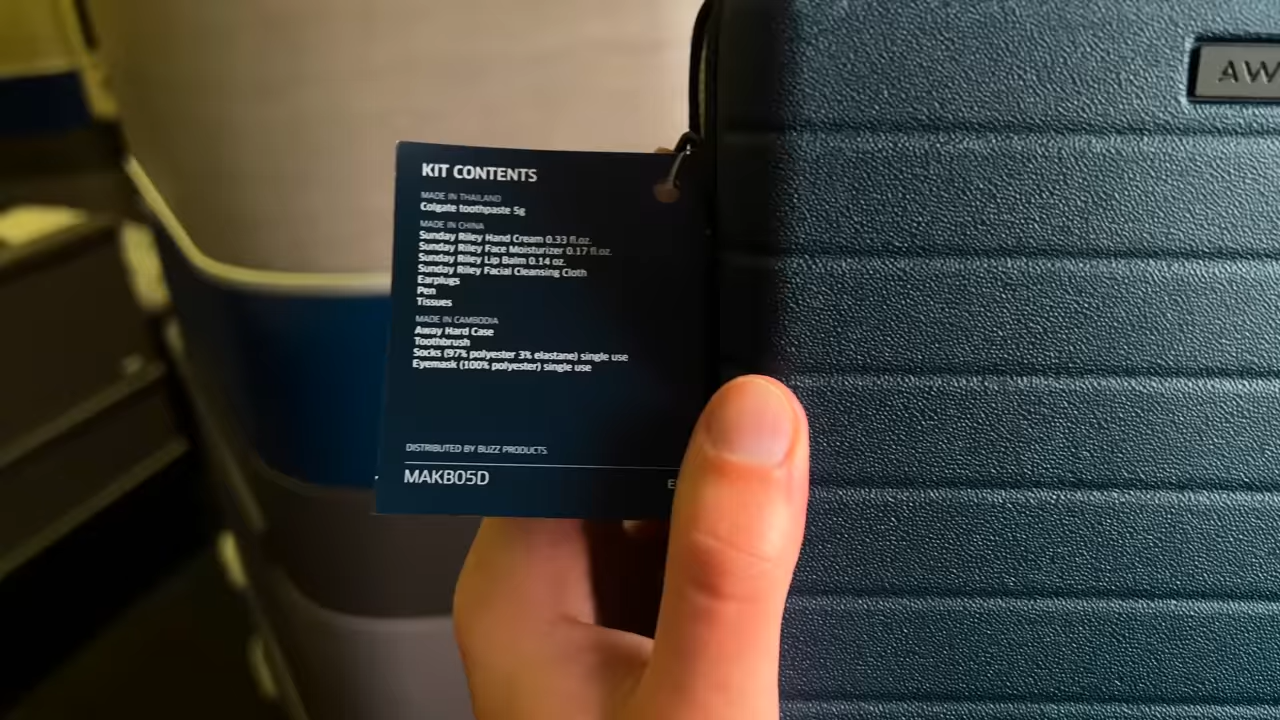 AW
KIT CONTENTS
MADE IN THAILAND
Colgate toothpaste 5g
MADE IN CHINA
Sunday Riley Hand Cream 0.33 fl.oz.
Sunday Riley Face Moisturizer 0.17 fl.oz.
Sunday Riley Lip Balm 0.14 oz.
Sunday Riley Facial Cleansing Cloth
Earplugs
Pen
Tissues
MADE IN CAMBODIA
Away Hard Case
Toothbrush
Socks (97% polyester 3% elastane) single use
Eyemask (100% polyester) single use
DISTRIBUTED BY BUZZ PRODUCTS
MAKB05D